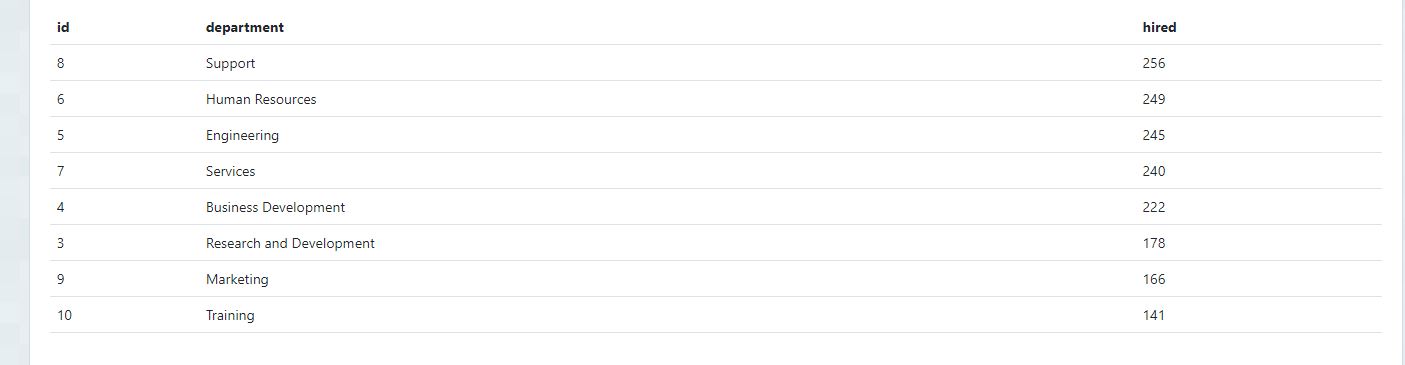 id department hired
8 Support 256
6 Human Resources 249
5 Engineering 245
7 Services 240
4 Business Development 222
3 Research and Development 178
9 Marketing 166
10 Training 141